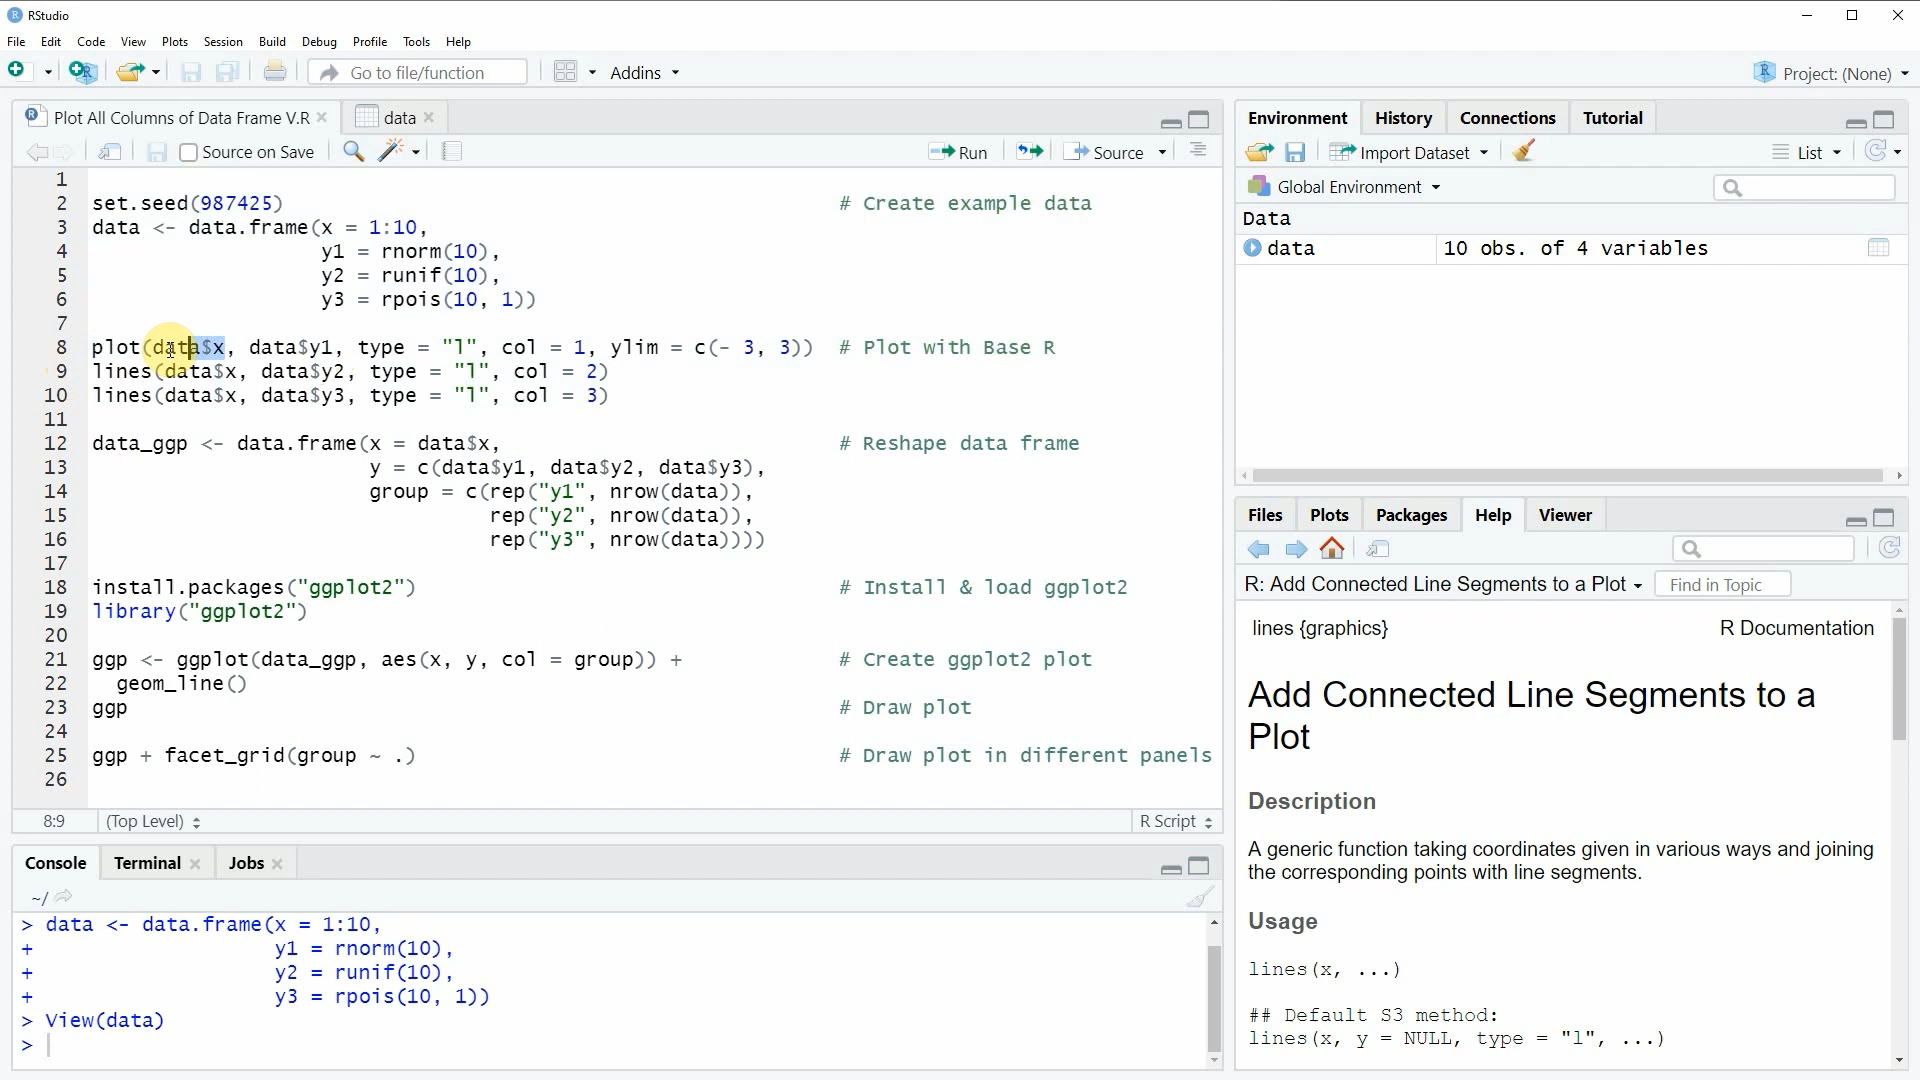 RStudio
File Edit Code View Plots Session Build Debug Profile Tools Help
Go to file/function Addins Project: (None)
Plot All Columns of Data Frame V.R data
Source on Save Run Source
1
2 set.seed(987425) # Create example data
3 data <- data.frame(x = 1:10,
4 y1 = rnorm(10),
5 y2 = runif(10),
6 y3 = rpois(10, 1))
7
8 plot(data$x, data$y1, type = "l", col = 1, ylim = c(- 3, 3)) # Plot with Base R
9 lines(data$x, data$y2, type = "l", col = 2)
10 lines(data$x, data$y3, type = "l", col = 3)
11
12 data_ggp <- data.frame(x = data$x, # Reshape data frame
13 y = c(data$y1, data$y2, data$y3),
14 group = c(rep("y1", nrow(data)),
15 rep("y2", nrow(data)),
16 rep("y3", nrow(data))))
17
18 install.packages("ggplot2") # Install & load ggplot2
19 library("ggplot2")
20
21 ggp <- ggplot(data_ggp, aes(x, y, col = group)) + # Create ggplot2 plot
22 geom_line()
23 ggp # Draw plot
24
25 ggp + facet_grid(group ~ .) # Draw plot in different panels
26
8:9 (Top Level) R Script
Console Terminal Jobs
~/
> data <- data.frame(x = 1:10,
+ y1 = rnorm(10),
+ y2 = runif(10),
+ y3 = rpois(10, 1))
> View(data)
>
Environment History Connections Tutorial
Import Dataset List
Global Environment
Data
data 10 obs. of 4 variables
Files Plots Packages Help Viewer
R: Add Connected Line Segments to a Plot Find in Topic
lines {graphics} R Documentation
Add Connected Line Segments to a
Plot
Description
A generic function taking coordinates given in various ways and joining
the corresponding points with line segments.
Usage
lines(x, ...)
## Default S3 method:
lines(x, y = NULL, type = "l", ...)